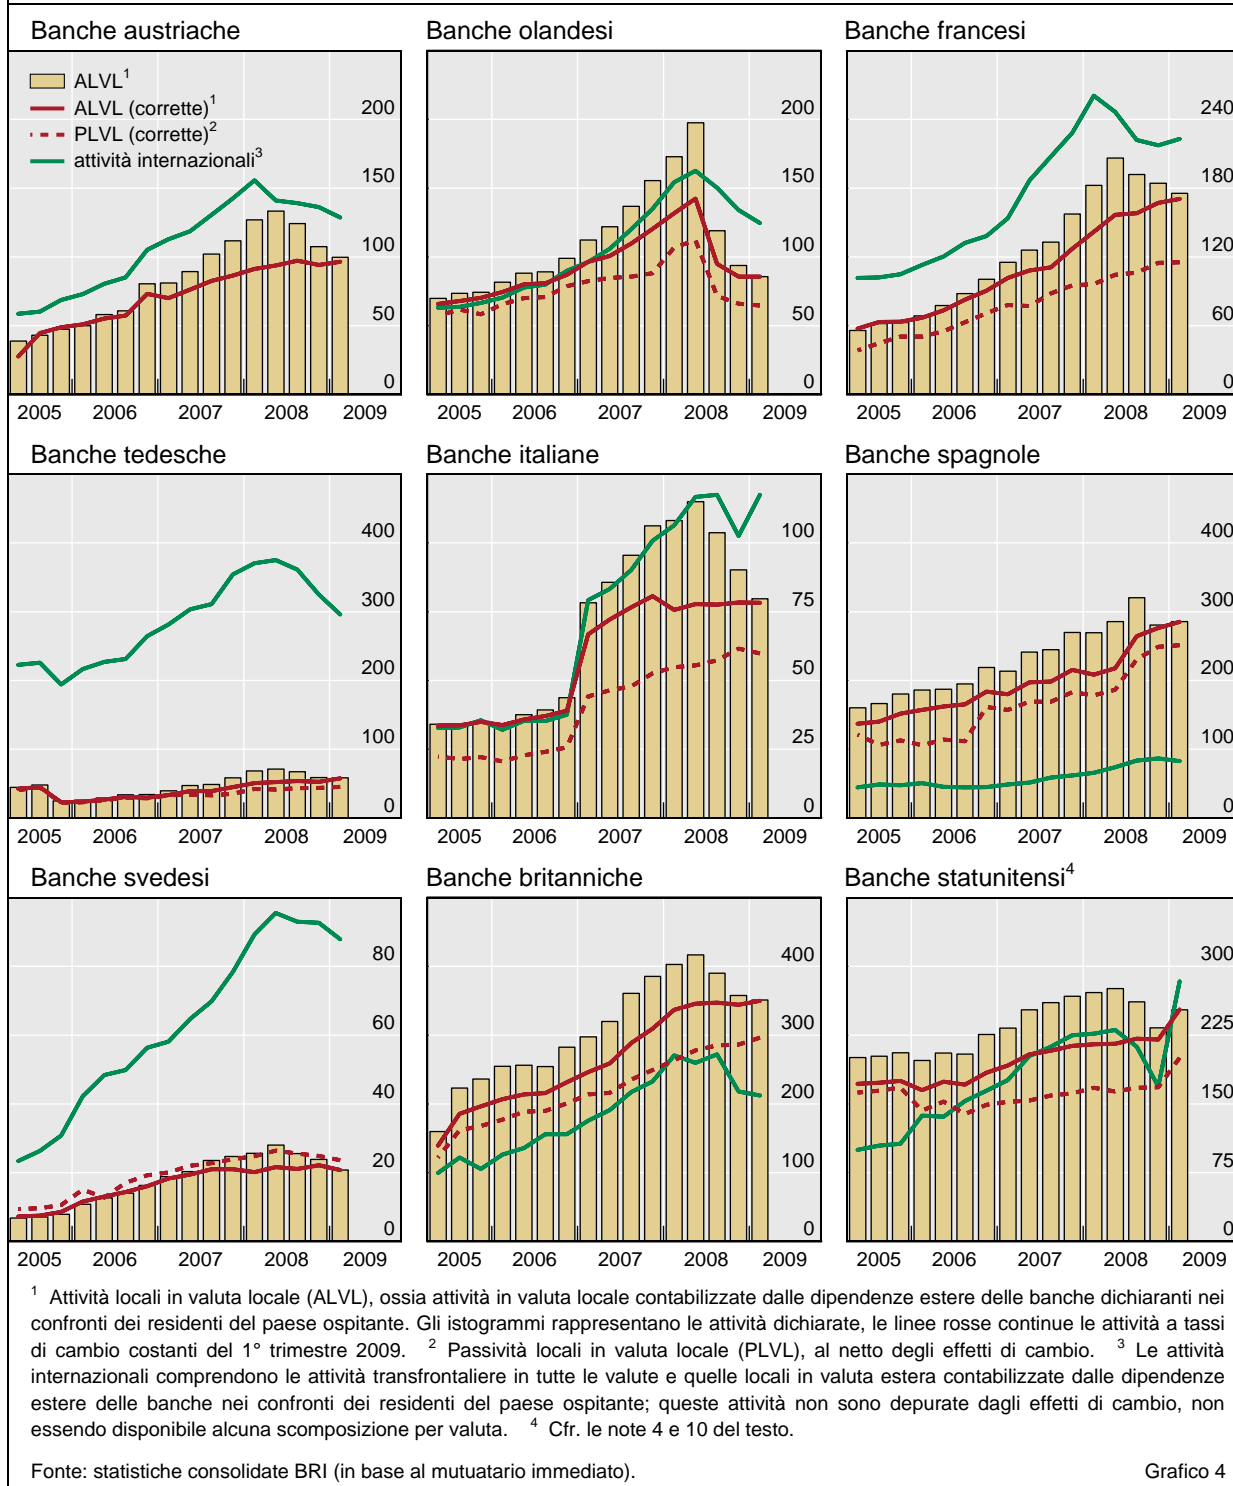 Banche austriache
Banche olandesi
Banche francesi
ALVL¹
ALVL (corrette)¹
PLVL (corrette)²
attività internazionali³
200
150
100
50
0
200
150
100
50
0
240
180
120
60
0
2005 2006 2007 2008 2009
2005 2006 2007 2008 2009
2005 2006 2007 2008 2009
Banche tedesche
Banche italiane
Banche spagnole
400
300
200
100
0
100
75
50
25
0
400
300
200
100
0
2005 2006 2007 2008 2009
2005 2006 2007 2008 2009
2005 2006 2007 2008 2009
Banche svedesi
Banche britanniche
Banche statunitensi⁴
80
60
40
20
0
400
300
200
100
0
300
225
150
75
0
2005 2006 2007 2008 2009
2005 2006 2007 2008 2009
2005 2006 2007 2008 2009
¹ Attività locali in valuta locale (ALVL), ossia attività in valuta locale contabilizzate dalle dipendenze estere delle banche dichiaranti nei
confronti dei residenti del paese ospitante. Gli istogrammi rappresentano le attività dichiarate, le linee rosse continue le attività a tassi
di cambio costanti del 1° trimestre 2009. ² Passività locali in valuta locale (PLVL), al netto degli effetti di cambio. ³ Le attività
internazionali comprendono le attività transfrontaliere in tutte le valute e quelle locali in valuta estera contabilizzate dalle dipendenze
estere delle banche nei confronti dei residenti del paese ospitante; queste attività non sono depurate dagli effetti di cambio, non
essendo disponibile alcuna scomposizione per valuta. ⁴ Cfr. le note 4 e 10 del testo.
Fonte: statistiche consolidate BRI (in base al mutuatario immediato).
Grafico 4